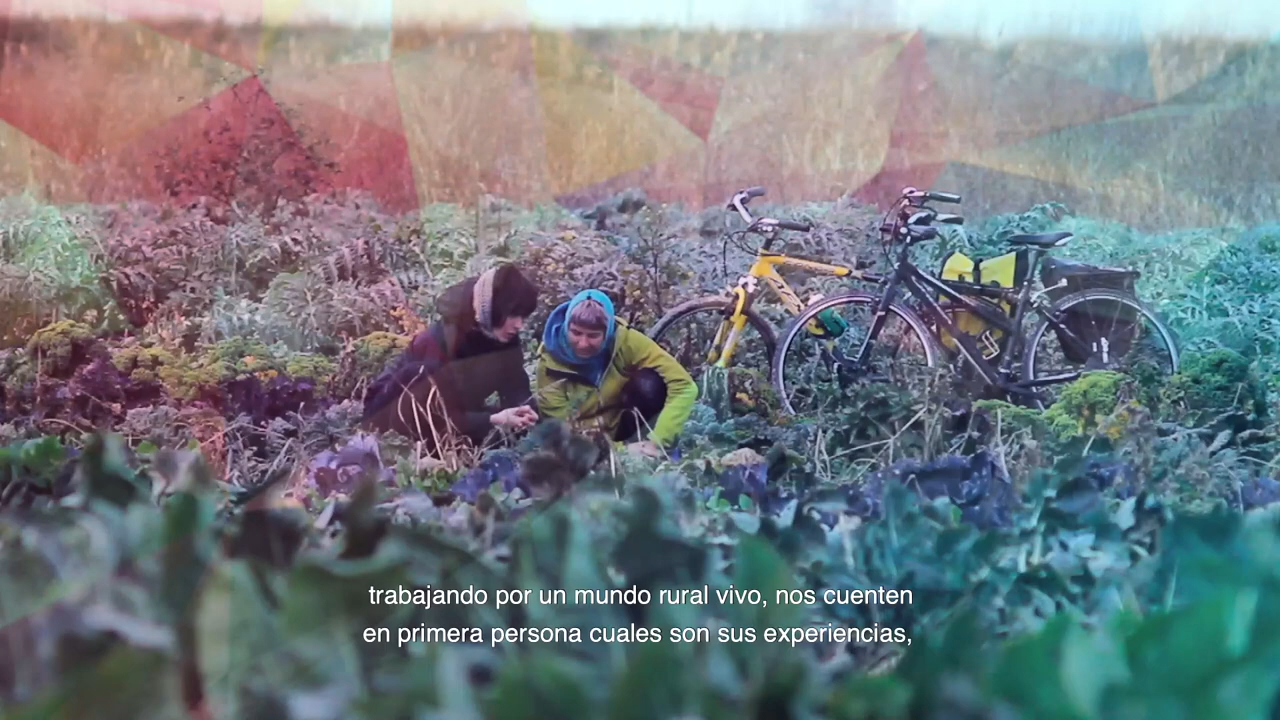 trabajando por un mundo rural vivo, nos cuenten
en primera persona cuales son sus experiencias,